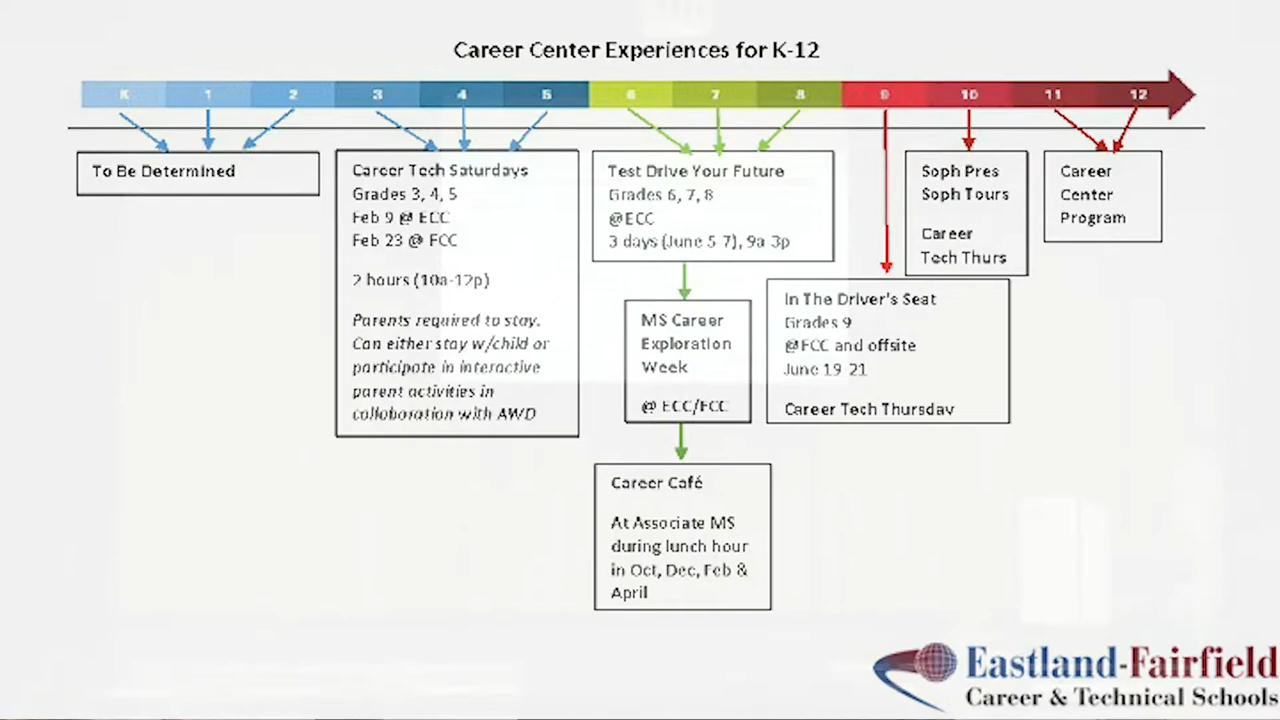 Career Center Experiences for K-12
K 1 2 3 4 5 6 7 8 9 10 11 12
To Be Determined
Career Tech Saturdays
Grades 3, 4, 5
Feb 9 @ ECC
Feb 23 @ FCC
2 hours (10a-12p)
Parents required to stay.
Can either stay w/child or
participate in interactive
parent activities in
collaboration with AWD
Test Drive Your Future
Grades 6, 7, 8
@ECC
3 days (June 5-7), 9a-3p
MS Career
Exploration
Week
@ ECC/FCC
Career Café
At Associate MS
during lunch hour
in Oct, Dec, Feb &
April
In The Driver's Seat
Grades 9
@FCC and offsite
June 19-21
Career Tech Thursday
Soph Pres
Soph Tours
Career
Tech Thurs
Career
Center
Program
Eastland-Fairfield
Career & Technical Schools